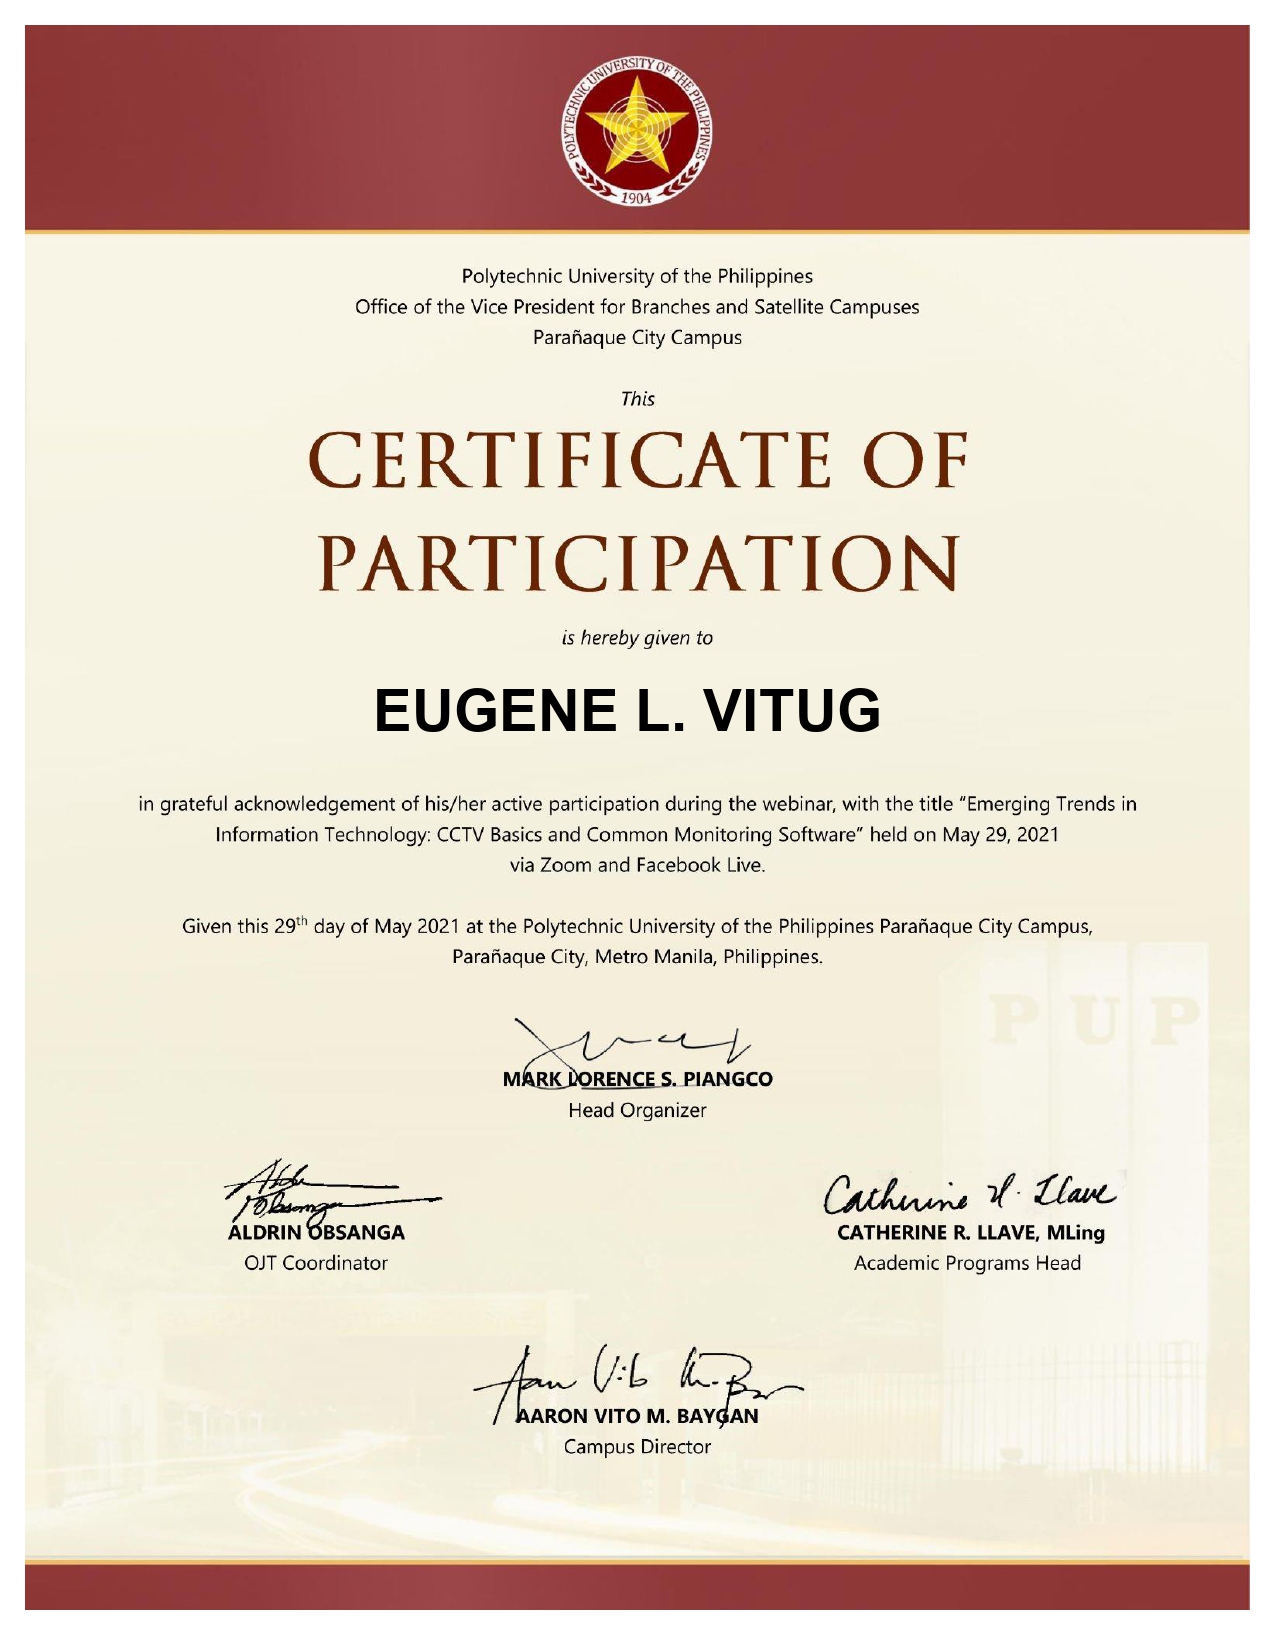 POLYTECHNIC UNIVERSITY OF THE PHILIPPINES
1904
Polytechnic University of the Philippines
Office of the Vice President for Branches and Satellite Campuses
Parañaque City Campus
This
CERTIFICATE OF
PARTICIPATION
is hereby given to
EUGENE L. VITUG
in grateful acknowledgement of his/her active participation during the webinar, with the title “Emerging Trends in
Information Technology: CCTV Basics and Common Monitoring Software” held on May 29, 2021
via Zoom and Facebook Live.
Given this 29th day of May 2021 at the Polytechnic University of the Philippines Parañaque City Campus,
Parañaque City, Metro Manila, Philippines.
PUP
MARK LORENCE S. PIANGCO
Head Organizer
Catherine R. Llave
ALDRIN OBSANGA
CATHERINE R. LLAVE, MLing
OJT Coordinator
Academic Programs Head
AARON VITO M. BAYGAN
Campus Director